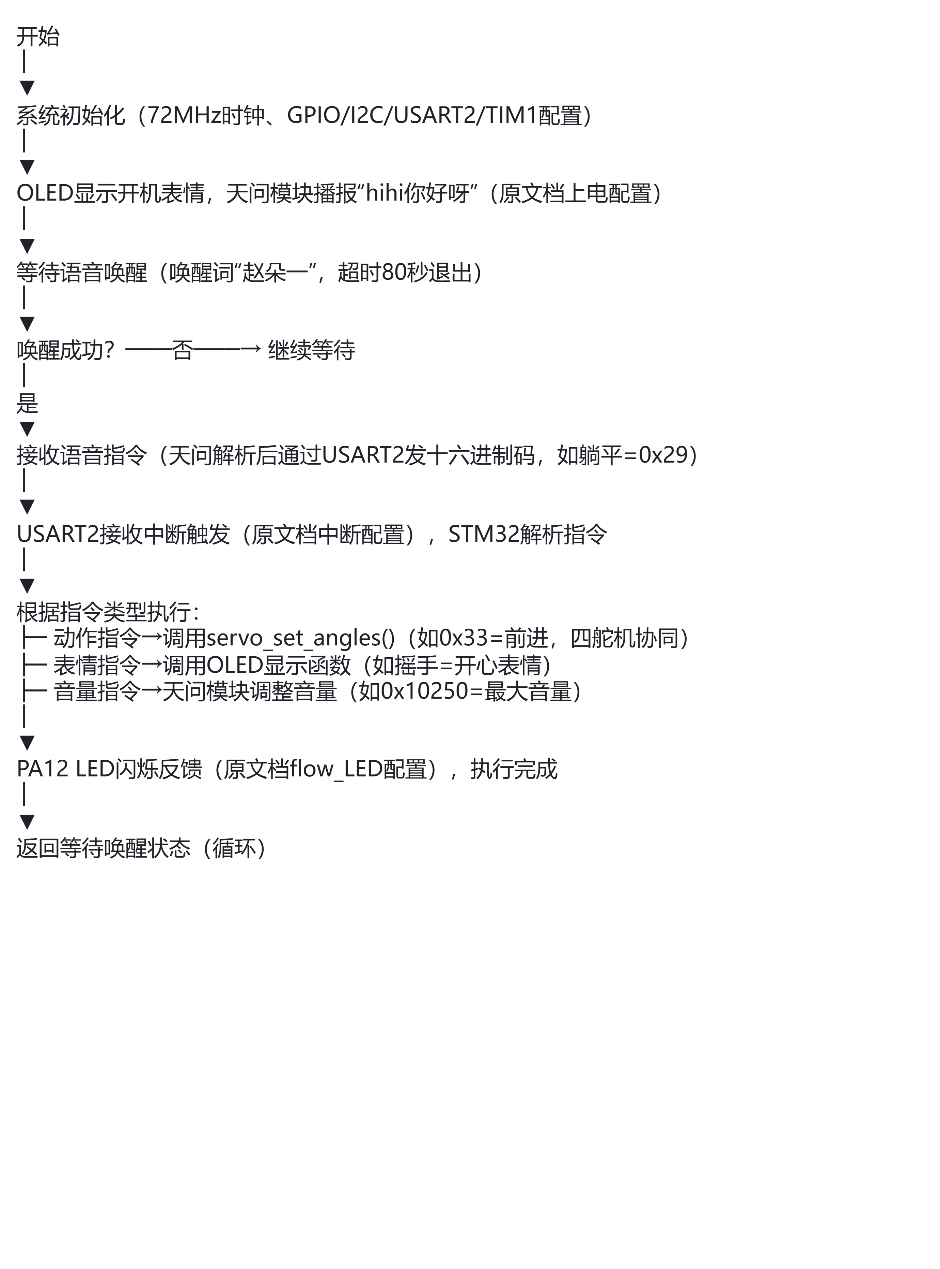 开始
|
▼
系统初始化（72MHz时钟、GPIO/I2C/USART2/TIM1配置）
|
▼
OLED显示开机表情，天问模块播报“hihi你好呀”（原文档上电配置）
|
▼
等待语音唤醒（唤醒词“赵朵一”，超时80秒退出）
|
▼
唤醒成功？───否───→ 继续等待
|
是
▼
接收语音指令（天问解析后通过USART2发十六进制码，如躺平=0x29）
|
▼
USART2接收中断触发（原文档中断配置），STM32解析指令
|
▼
根据指令类型执行：
├─ 动作指令→调用servo_set_angles()（如0x33=前进，四舵机协同）
├─ 表情指令→调用OLED显示函数（如摇手=开心表情）
├─ 音量指令→天问模块调整音量（如0x10250=最大音量）
|
▼
PA12 LED闪烁反馈（原文档flow_LED配置），执行完成
|
▼
返回等待唤醒状态（循环）